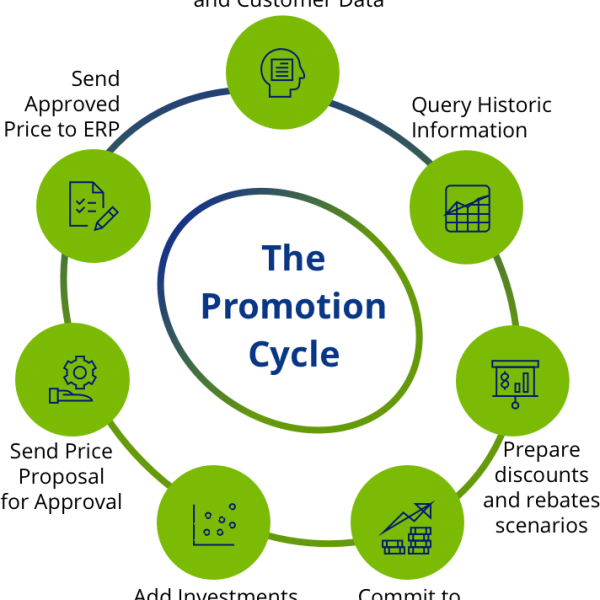 and Customer Data
Send
Approved
Price to ERP
Query Historic
Information
The
Promotion
Cycle
Send Price
Proposal
for Approval
Prepare
discounts
and rebates
scenarios
Add Investments
Commit to